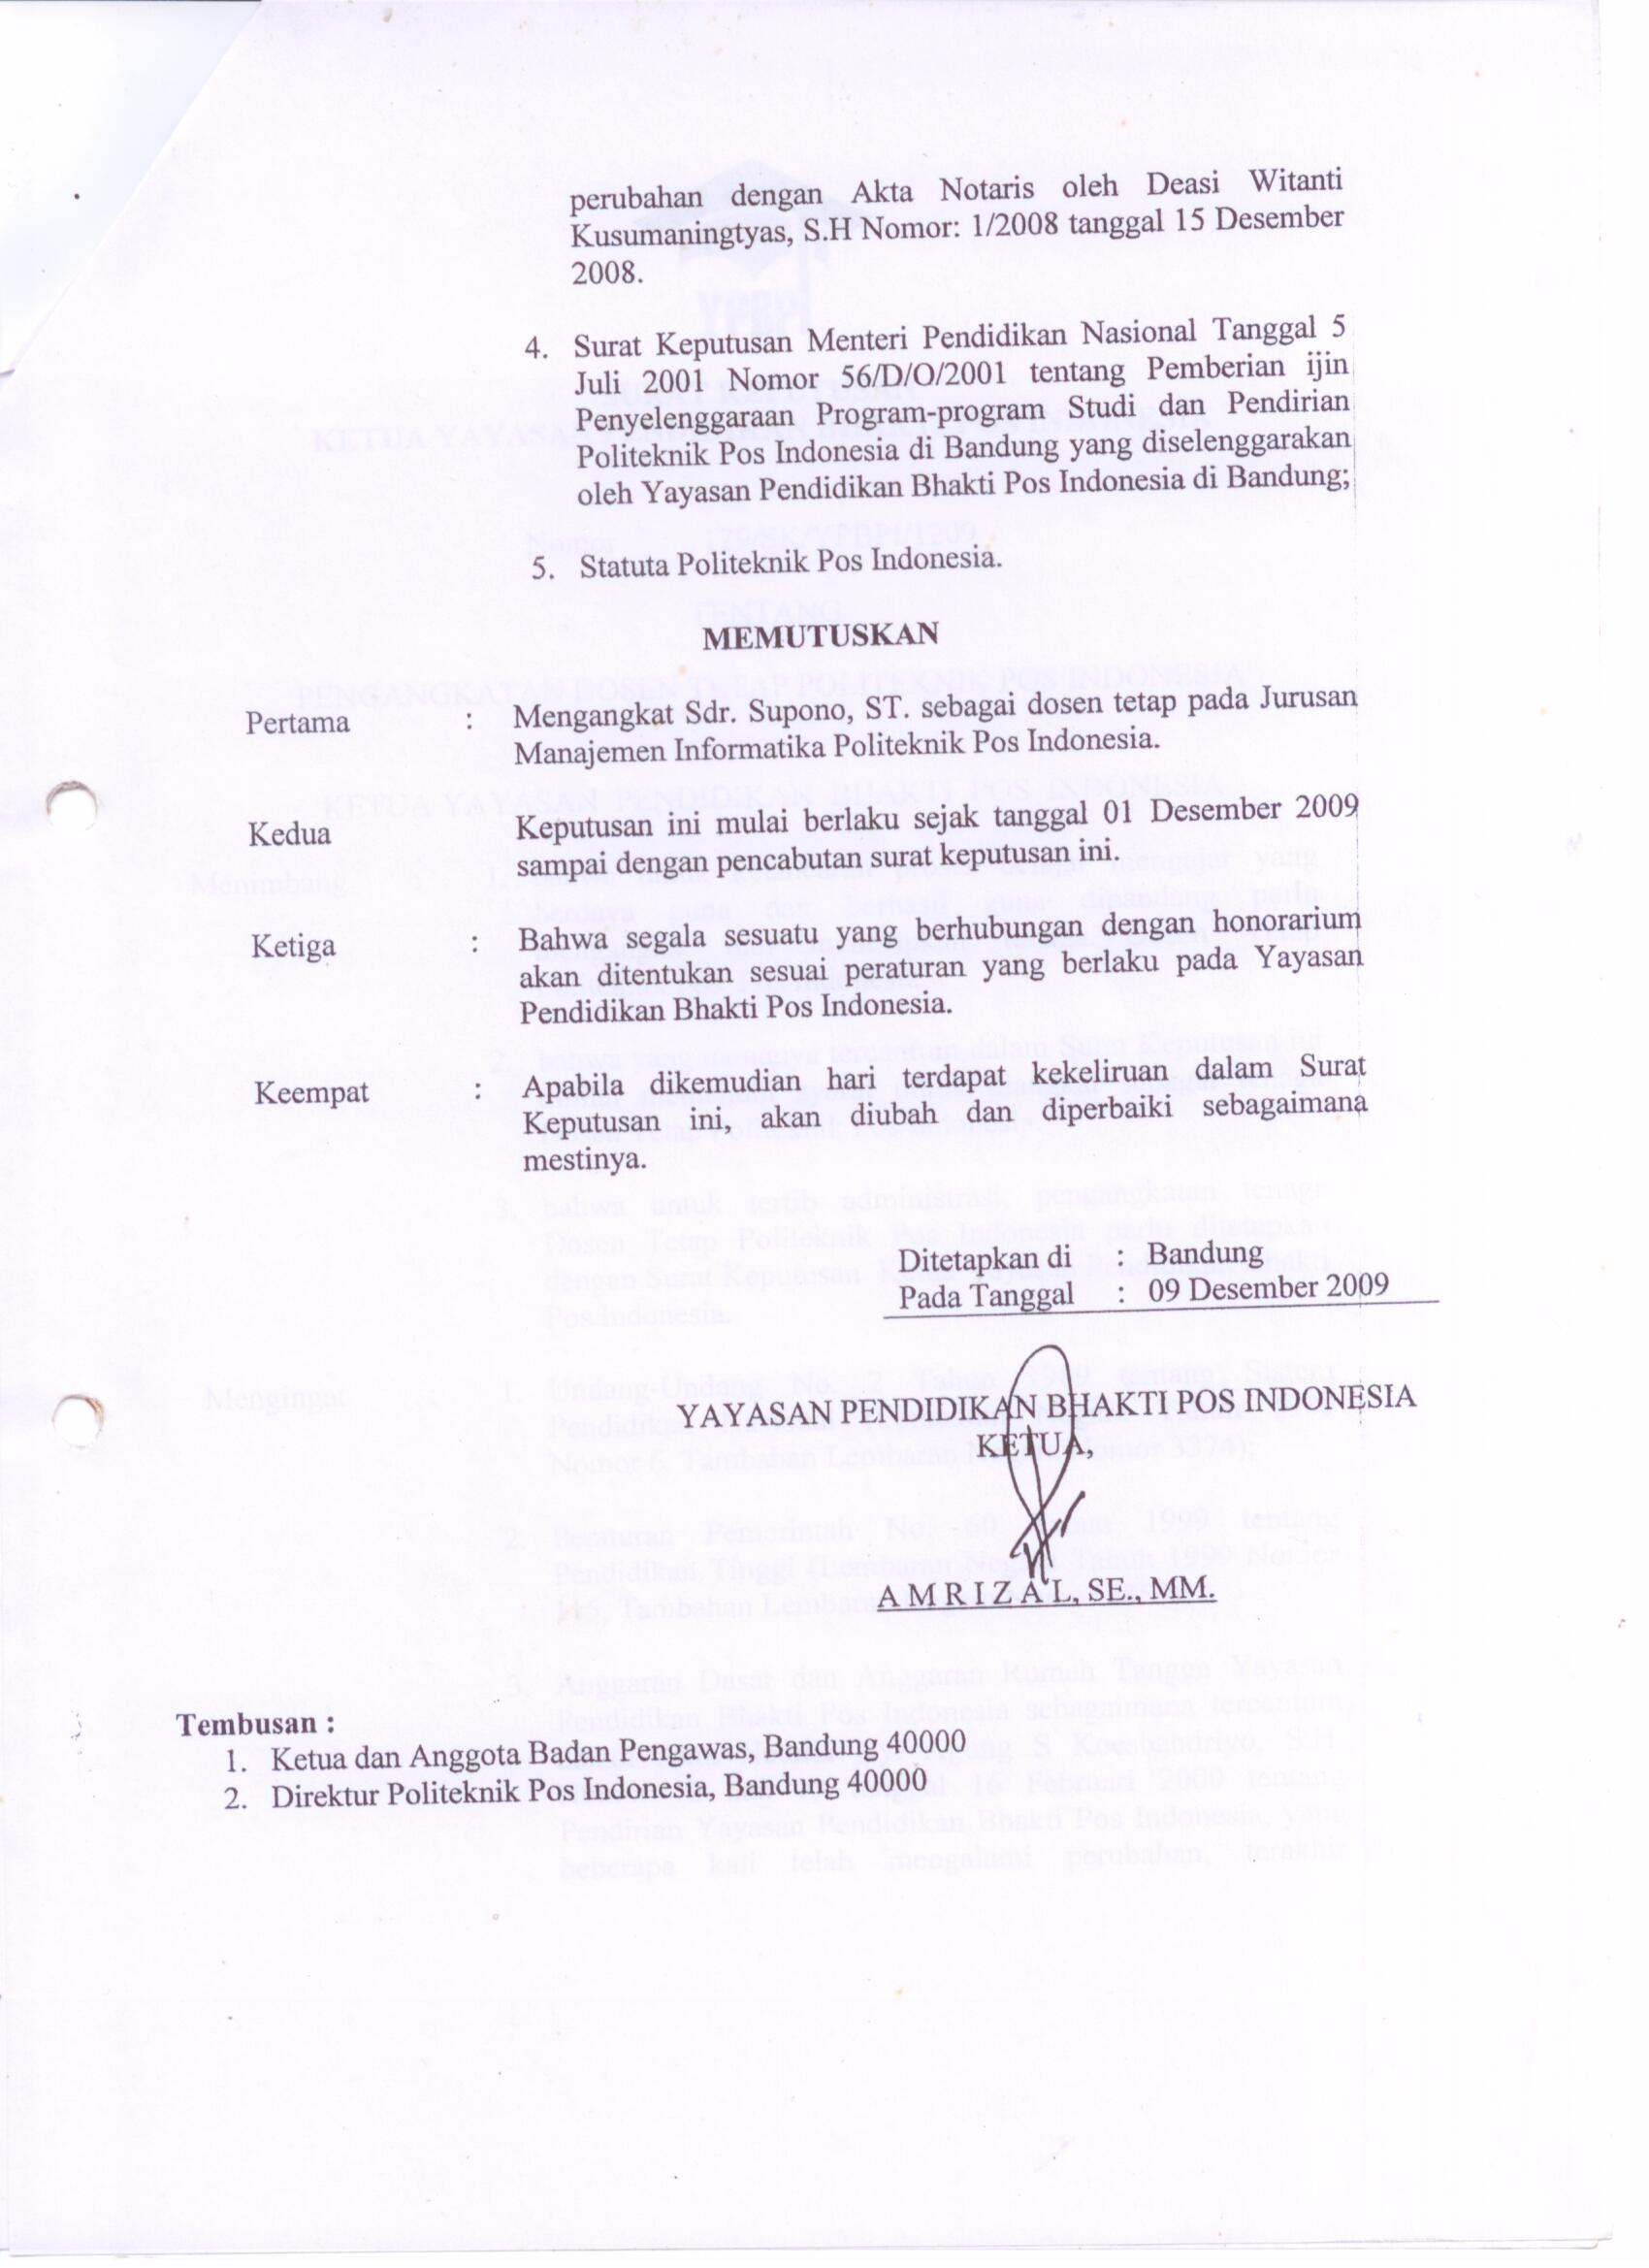 perubahan dengan Akta Notaris oleh Deasi Witanti
Kusumaningtyas, S.H Nomor: 1/2008 tanggal 15 Desember
2008.
4. Surat Keputusan Menteri Pendidikan Nasional Tanggal 5
Juli 2001 Nomor 56/D/O/2001 tentang Pemberian ijin
Penyelenggaraan Program-program Studi dan Pendirian
Politeknik Pos Indonesia di Bandung yang diselenggarakan
oleh Yayasan Pendidikan Bhakti Pos Indonesia di Bandung;
5. Statuta Politeknik Pos Indonesia.
MEMUTUSKAN
Pertama : Mengangkat Sdr. Supono, ST. sebagai dosen tetap pada Jurusan
Manajemen Informatika Politeknik Pos Indonesia.
Kedua Keputusan ini mulai berlaku sejak tanggal 01 Desember 2009
sampai dengan pencabutan surat keputusan ini.
Ketiga : Bahwa segala sesuatu yang berhubungan dengan honorarium
akan ditentukan sesuai peraturan yang berlaku pada Yayasan
Pendidikan Bhakti Pos Indonesia.
Keempat : Apabila dikemudian hari terdapat kekeliruan dalam Surat
Keputusan ini, akan diubah dan diperbaiki sebagaimana
mestinya.
Ditetapkan di : Bandung
Pada Tanggal : 09 Desember 2009
YAYASAN PENDIDIKAN BHAKTI POS INDONESIA
KETUA,
A M R I Z A L, SE., MM.
Tembusan :
1. Ketua dan Anggota Badan Pengawas, Bandung 40000
2. Direktur Politeknik Pos Indonesia, Bandung 40000